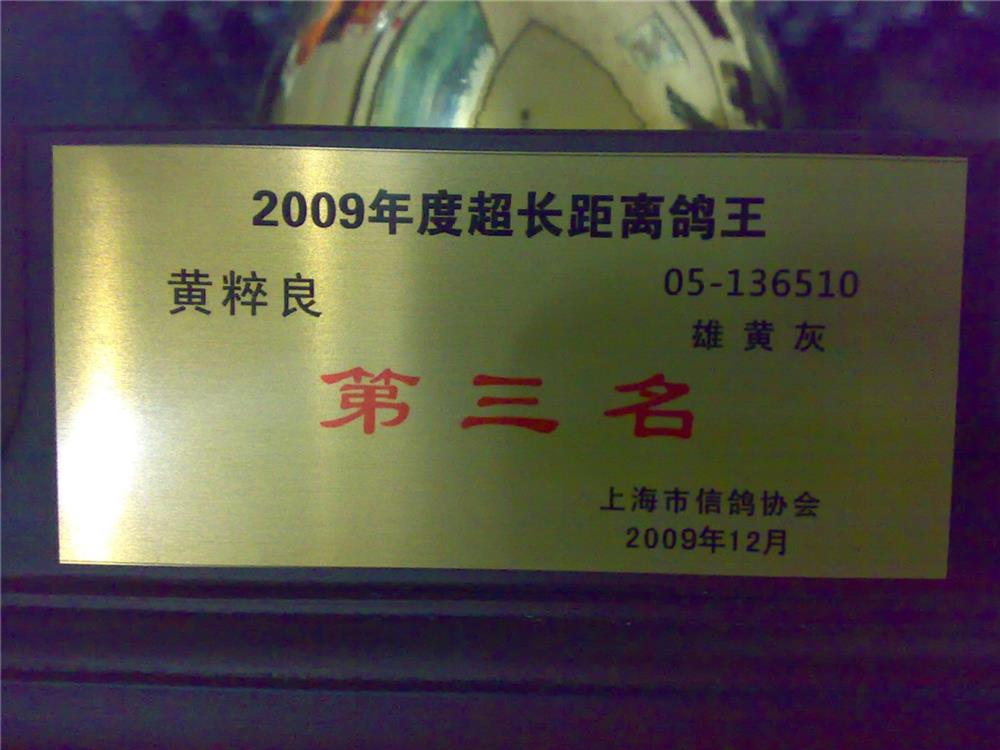 2009年度超长距离鸽王
黄粹良 05-136510
雄黄灰
第三名
上海市信鸽协会
2009年12月